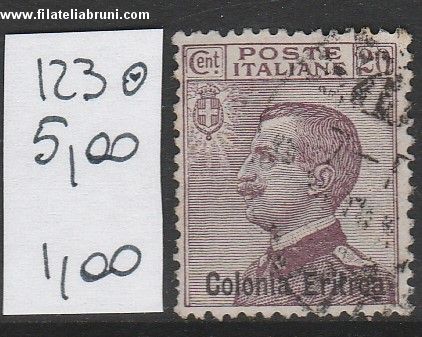 www.filateliabruni.com
123
5,00
1,00
Cent.
POSTE
ITALIANE
20
Colonia Eritrea